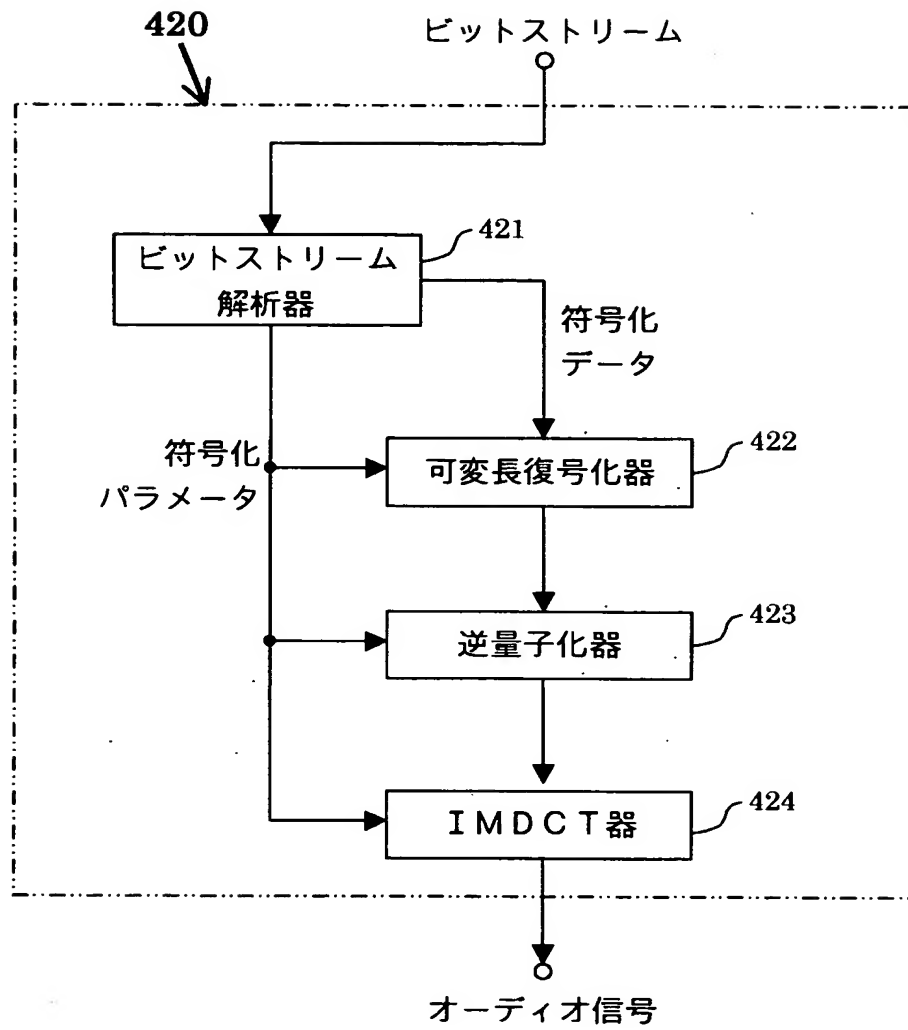 420
ビットストリーム
421
ビットストリーム
解析器
符号化
データ
符号化
パラメータ
422
可変長復号化器
423
逆量子化器
424
IMDCT器
オーディオ信号